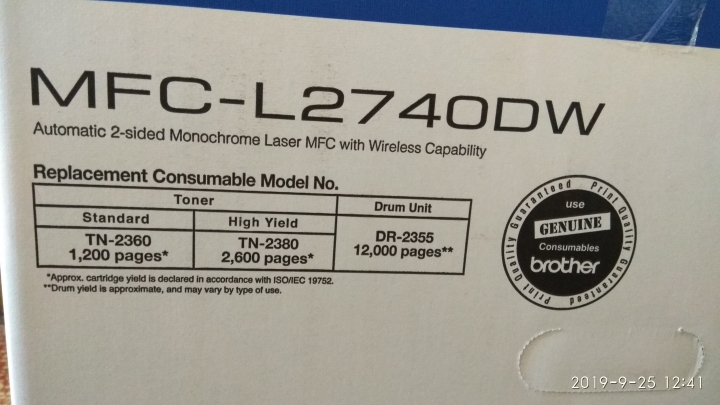 MFC-L2740DW
Automatic 2-sided Monochrome Laser MFC with Wireless Capability
Replacement Consumable Model No.
Toner
Drum Unit
Standard
High Yield
TN-2360
1,200 pages*
TN-2380
2,600 pages*
DR-2355
12,000 pages**
*Approx. cartridge yield is declared in accordance with ISO/IEC 19752.
**Drum yield is approximate, and may vary by type of use.
Print Quality Guaranteed
Print Quality Guaranteed
use
GENUINE
Consumables
brother
2019-9-25 12:41